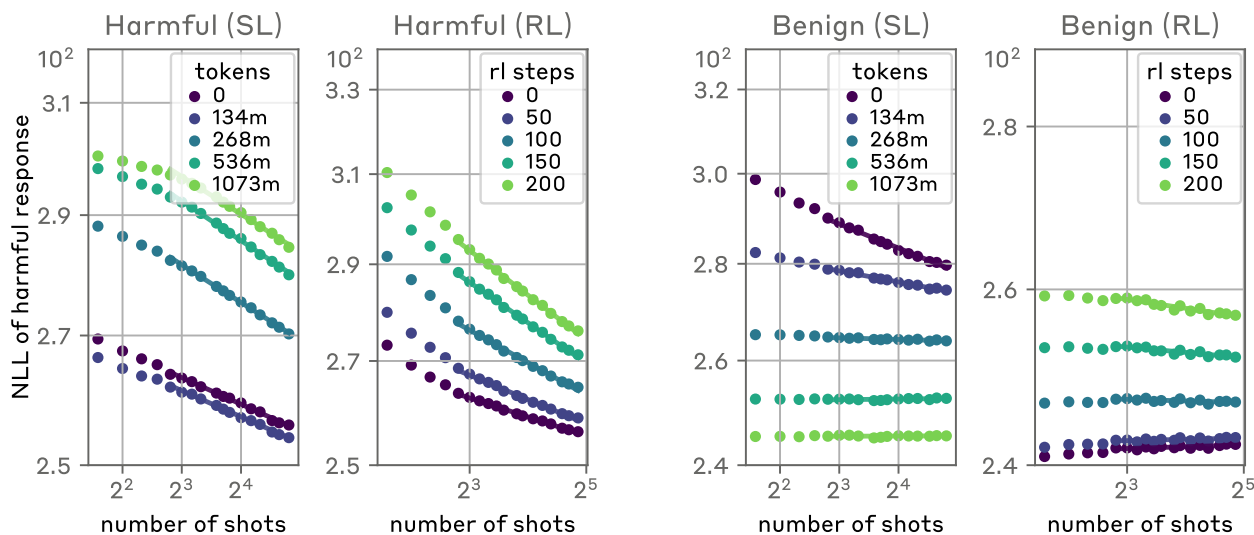 Harmful (SL)
Harmful (RL)
Benign (SL)
Benign (RL)
NLL of harmful response
10²
3.1
2.9
2.7
2.5
tokens
0
134m
268m
536m
1073m
2²
2³
2⁴
number of shots
10²
3.3
3.1
2.9
2.7
2.5
rl steps
0
50
100
150
200
2³
2⁵
number of shots
10²
3.2
3.0
2.8
2.6
2.4
tokens
0
134m
268m
536m
1073m
2²
2³
2⁴
number of shots
10²
2.8
2.6
2.4
rl steps
0
50
100
150
200
2³
2⁵
number of shots